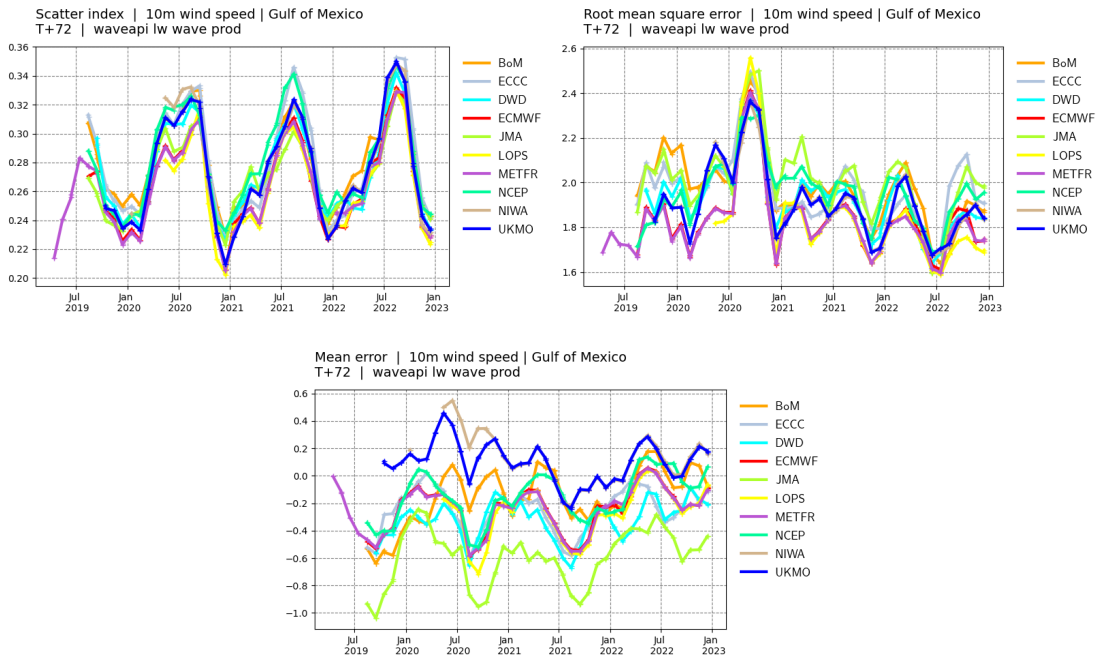 Scatter index | 10m wind speed | Gulf of Mexico
T+72 | waveapi lw wave prod
0.36
0.34
0.32
0.30
0.28
0.26
0.24
0.22
0.20
Jul 2019
Jan 2020
Jul 2020
Jan 2021
Jul 2021
Jan 2022
Jul 2022
Jan 2023
BoM
ECCC
DWD
ECMWF
JMA
LOPS
METFR
NCEP
NIWA
UKMO
Root mean square error | 10m wind speed | Gulf of Mexico
T+72 | waveapi lw wave prod
2.6
2.4
2.2
2.0
1.8
1.6
Jul 2019
Jan 2020
Jul 2020
Jan 2021
Jul 2021
Jan 2022
Jul 2022
Jan 2023
BoM
ECCC
DWD
ECMWF
JMA
LOPS
METFR
NCEP
NIWA
UKMO
Mean error | 10m wind speed | Gulf of Mexico
T+72 | waveapi lw wave prod
0.6
0.4
0.2
0.0
−0.2
−0.4
−0.6
−0.8
−1.0
Jul 2019
Jan 2020
Jul 2020
Jan 2021
Jul 2021
Jan 2022
Jul 2022
Jan 2023
BoM
ECCC
DWD
ECMWF
JMA
LOPS
METFR
NCEP
NIWA
UKMO